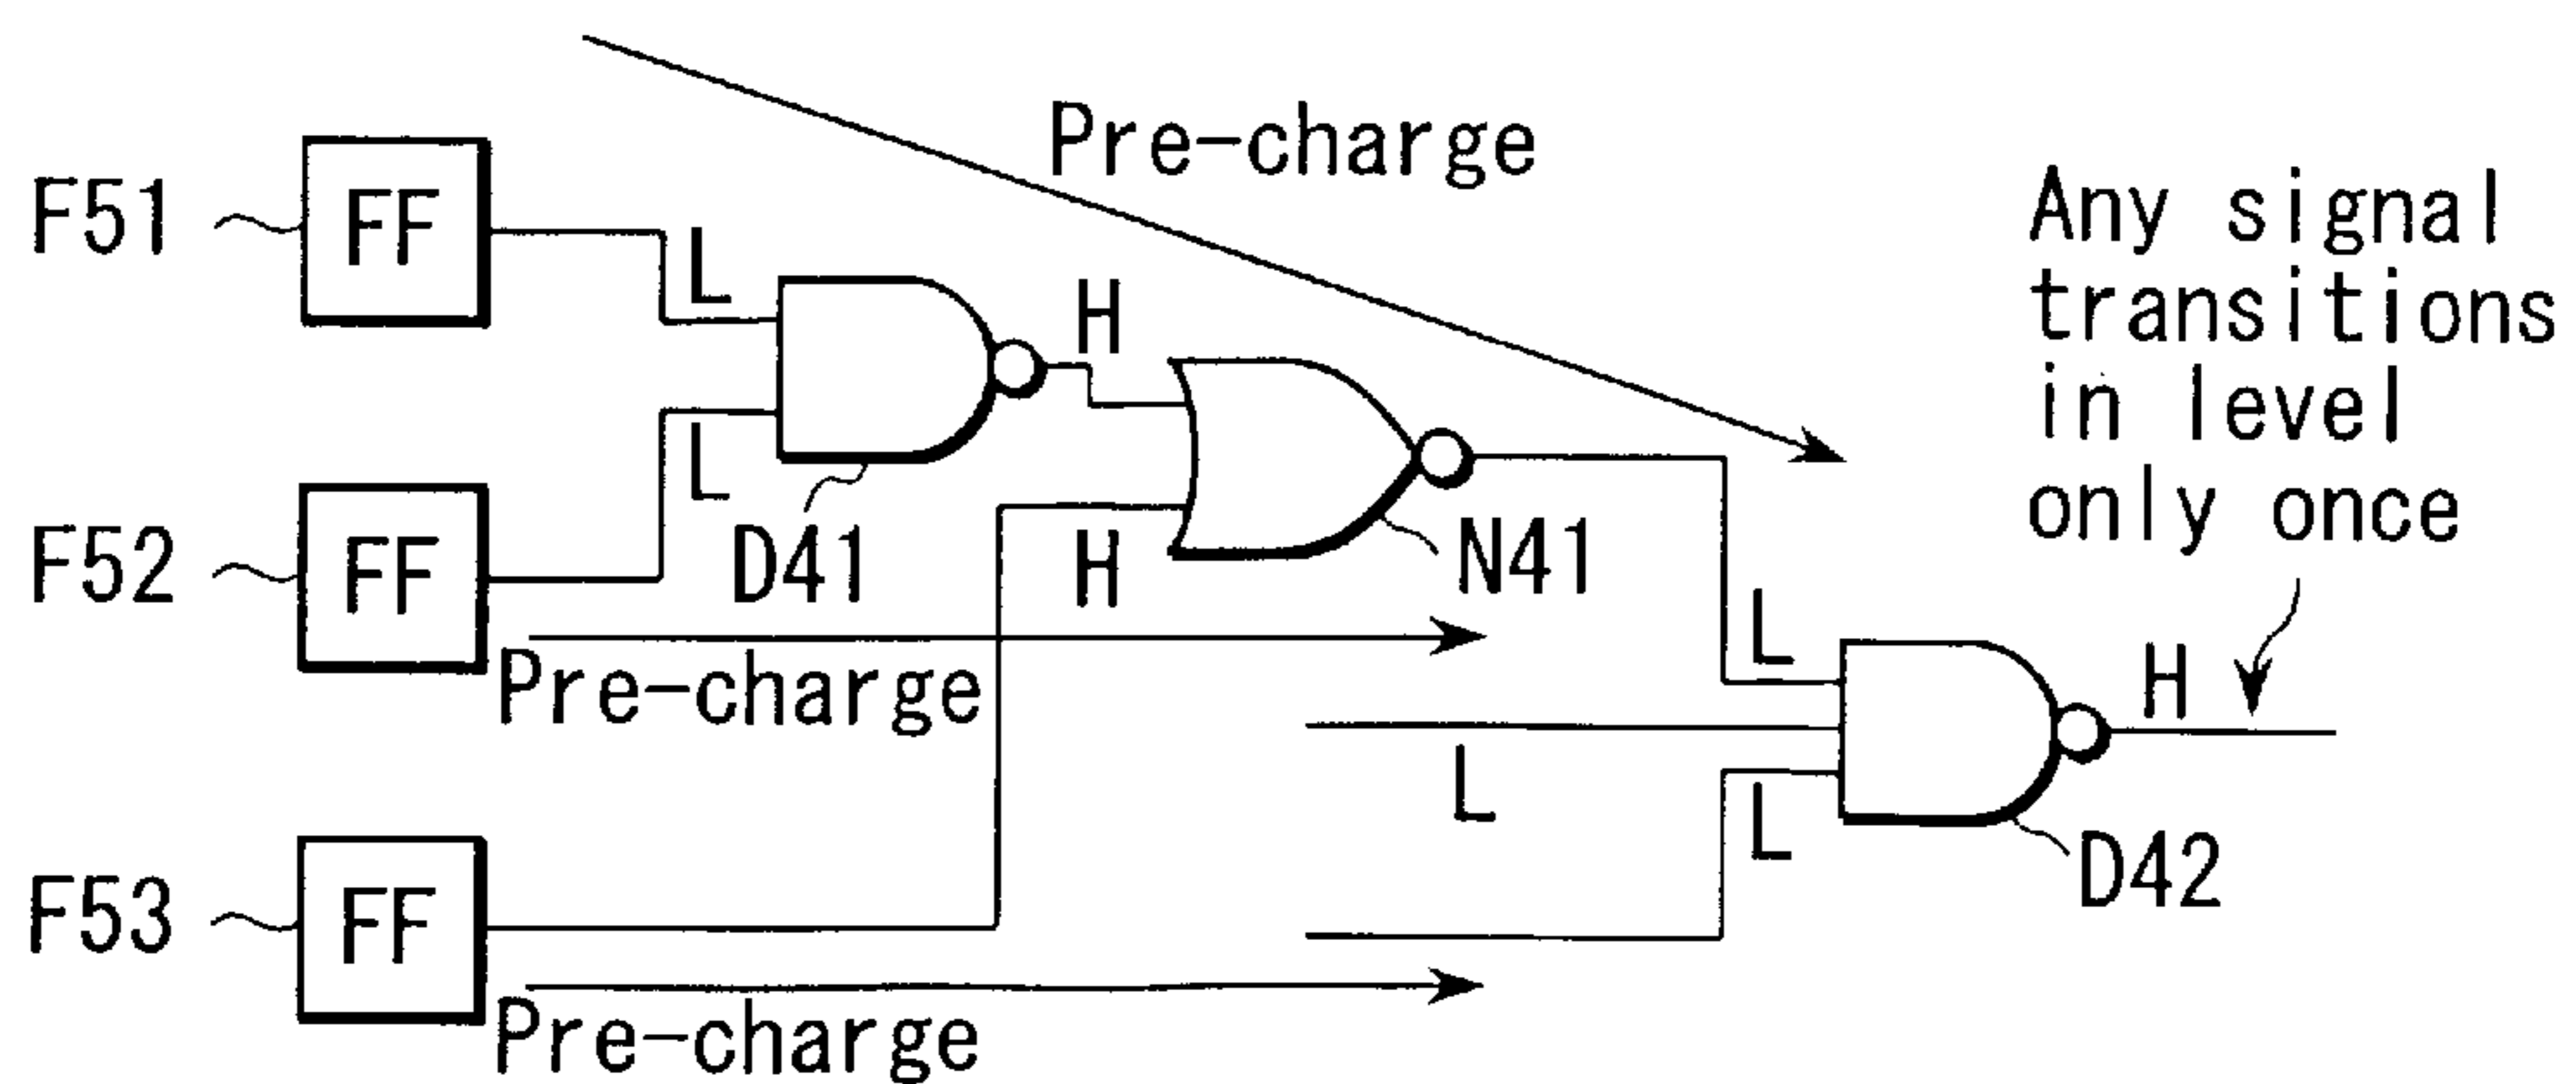 Pre-charge
F51
FF
L
H
Any signal
transitions
in level
only once
F52
FF
L
D41
H
N41
Pre-charge
L
H
L
L
D42
F53
FF
Pre-charge